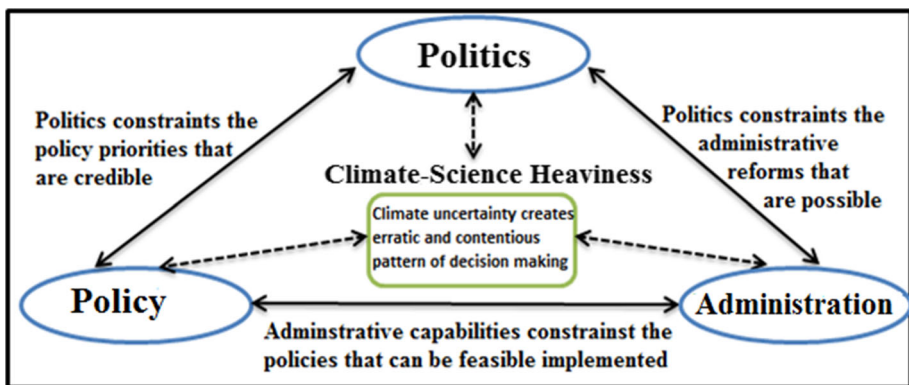 Politics
Politics constraints the
policy priorities that
are credible
Politics constraints the
administrative
reforms that
are possible
Climate-Science Heaviness
Climate uncertainty creates
erratic and contentious
pattern of decision making
Policy
Administration
Adminstrative capabilities constrainst the
policies that can be feasible implemented